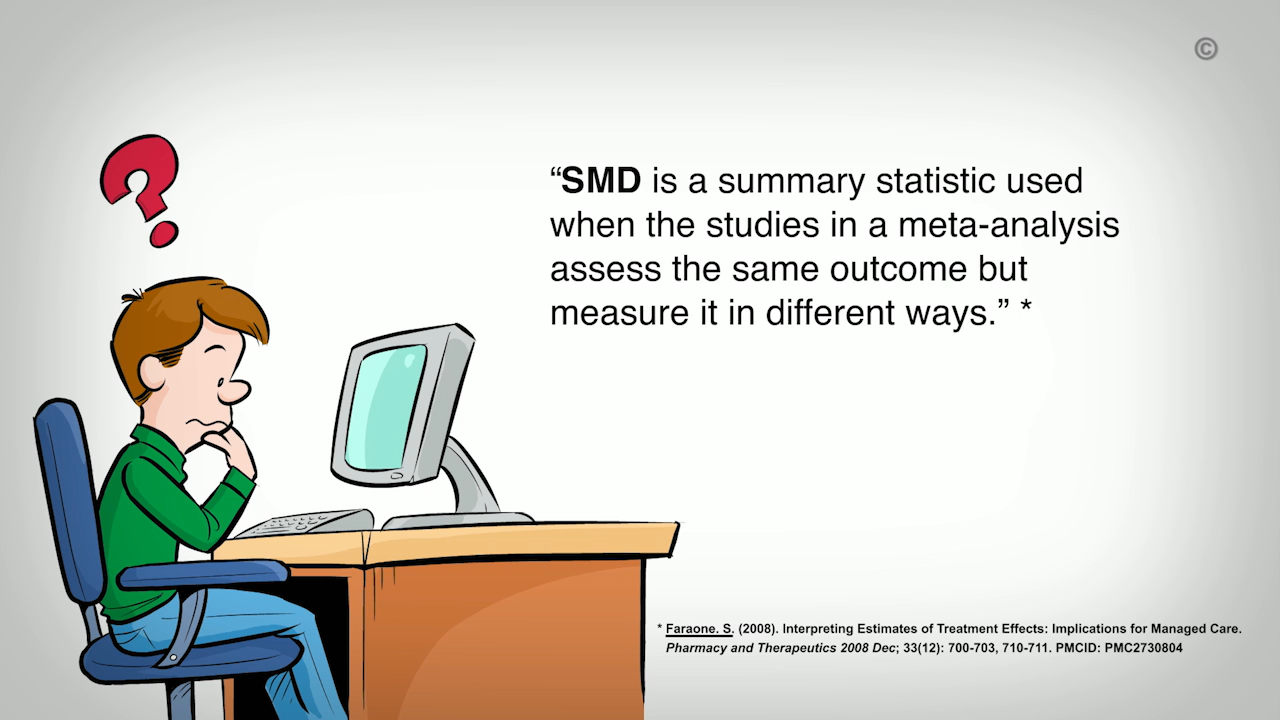 ©
“SMD is a summary statistic used
when the studies in a meta-analysis
assess the same outcome but
measure it in different ways.” *
* Faraone. S. (2008). Interpreting Estimates of Treatment Effects: Implications for Managed Care.
Pharmacy and Therapeutics 2008 Dec; 33(12): 700-703, 710-711. PMCID: PMC2730804